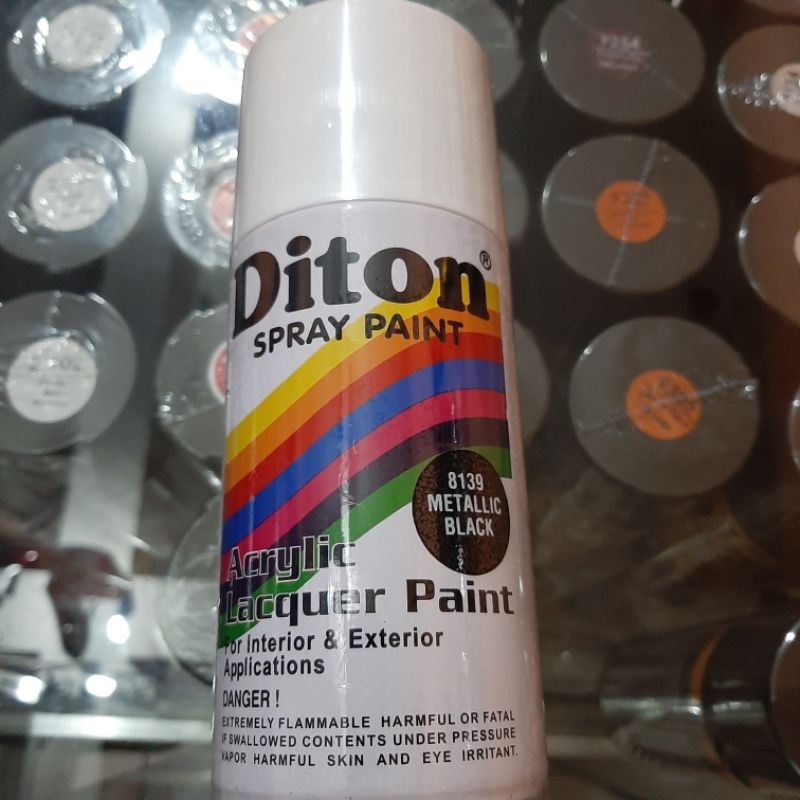 Diton®
SPRAY PAINT
8139
METALLIC
BLACK
Acrylic
Lacquer Paint
For Interior & Exterior
Applications
DANGER !
EXTREMELY FLAMMABLE HARMFUL OR FATAL
IF SWALLOWED CONTENTS UNDER PRESSURE
VAPOR HARMFUL SKIN AND EYE IRRITANT.